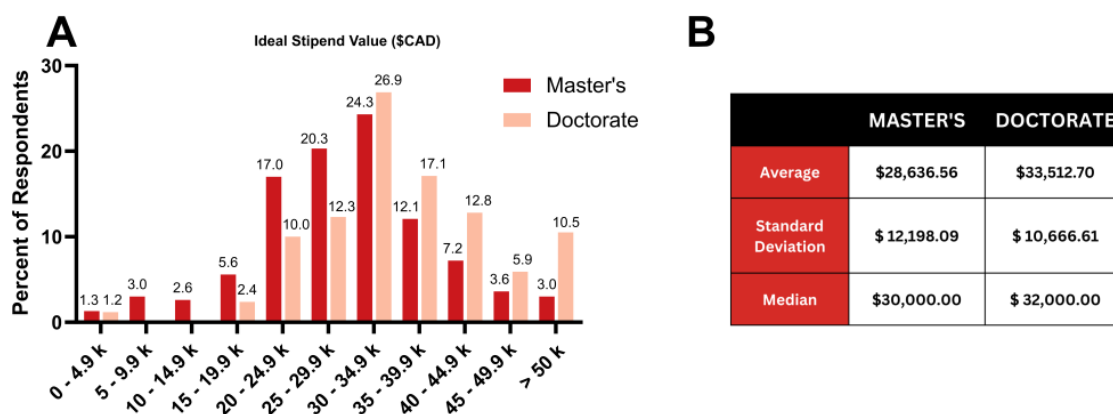 A
Ideal Stipend Value ($CAD)
Percent of Respondents
30
20
10
0
Master's
Doctorate
1.3 1.2
3.0
2.6
5.6 2.4
17.0 10.0
20.3 12.3
24.3 26.9
12.1 17.1
7.2 12.8
3.6 5.9
3.0 10.5
0 - 4.9 k
5 - 9.9 k
10 - 14.9 k
15 - 19.9 k
20 - 24.9 k
25 - 29.9 k
30 - 34.9 k
35 - 39.9 k
40 - 44.9 k
45 - 49.9 k
> 50 k
B
MASTER'S DOCTORATE
Average $28,636.56 $33,512.70
Standard
Deviation $ 12,198.09 $ 10,666.61
Median $30,000.00 $ 32,000.00